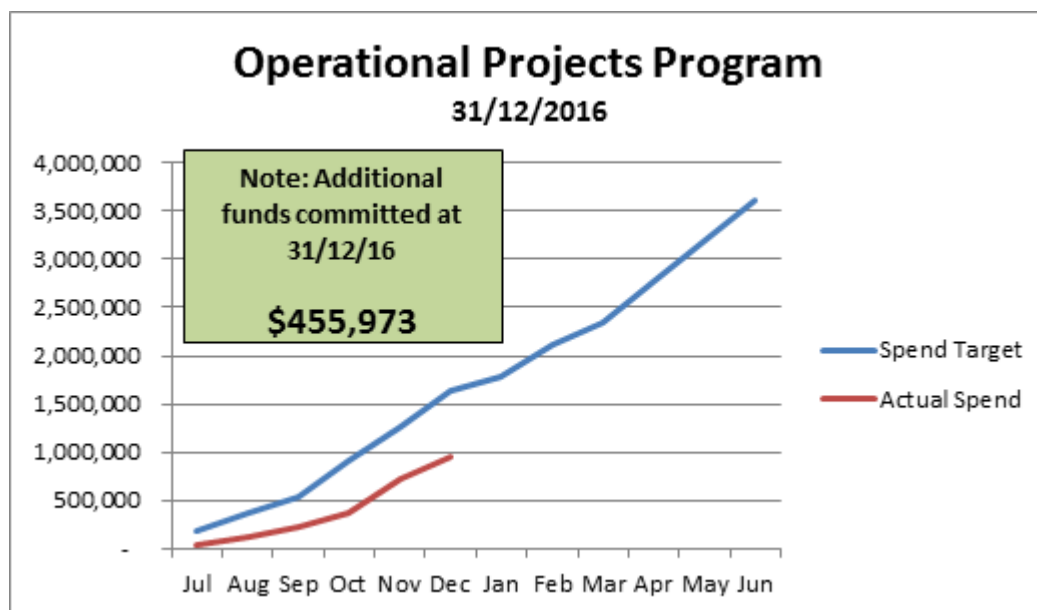 Operational Projects Program
31/12/2016
4,000,000
3,500,000
3,000,000
2,500,000
2,000,000
1,500,000
1,000,000
500,000
-
Note: Additional
funds committed at
31/12/16
$455,973
Spend Target
Actual Spend
Jul Aug Sep Oct Nov Dec Jan Feb Mar Apr May Jun